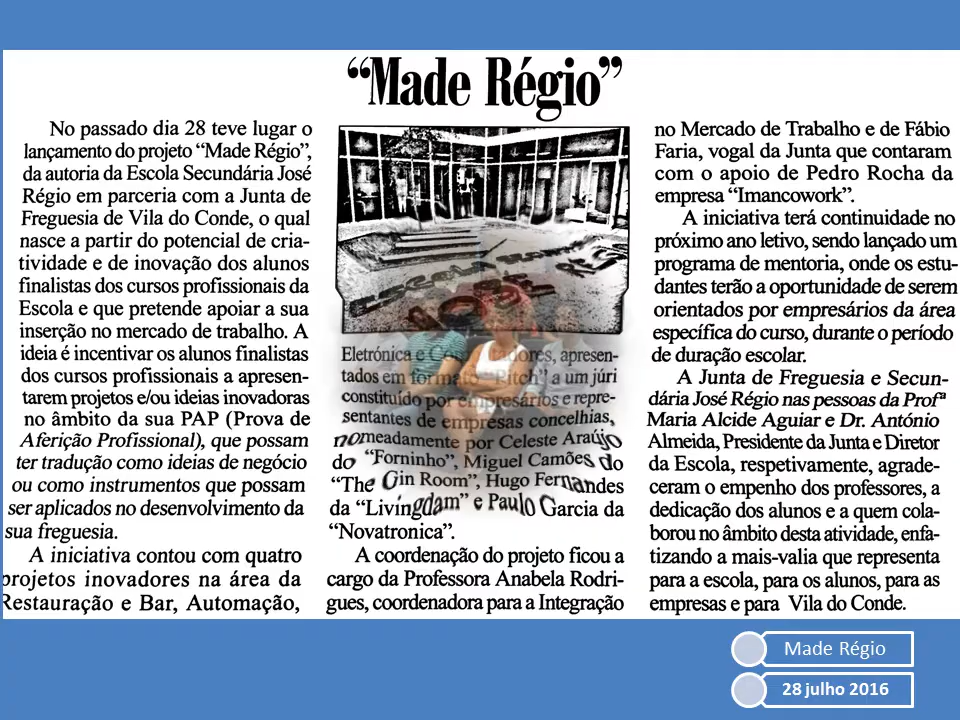 “Made Régio”
No passado dia 28 teve lugar o
lançamento do projeto “Made Régio”,
da autoria da Escola Secundária José
Régio em parceria com a Junta de
Freguesia de Vila do Conde, o qual
nasce a partir do potencial de cria-
tividade e de inovação dos alunos
finalistas dos cursos profissionais da
Escola e que pretende apoiar a sua
inserção no mercado de trabalho. A
ideia é incentivar os alunos finalistas
dos cursos profissionais a apresen-
tarem projetos e/ou ideias inovadoras
no âmbito da sua PAP (Prova de
Aferição Profissional), que possam
ter tradução como ideias de negócio
ou como instrumentos que possam
ser aplicados no desenvolvimento da
sua freguesia.
A iniciativa contou com quatro
projetos inovadores na área da
Restauração e Bar, Automação,
Eletrónica e Computadores, apresen-
tados em formato “Pitch” a um júri
constituído por empresários e repre-
sentantes de empresas concelhias,
nomeadamente por Celeste Araújo
do “Forninho”, Miguel Camões do
“The Gin Room”, Hugo Fernandes
da “Livingdam” e Paulo Garcia da
“Novatronica”.
A coordenação do projeto ficou a
cargo da Professora Anabela Rodri-
gues, coordenadora para a Integração
no Mercado de Trabalho e de Fábio
Faria, vogal da Junta que contaram
com o apoio de Pedro Rocha da
empresa “Imancowork”.
A iniciativa terá continuidade no
próximo ano letivo, sendo lançado um
programa de mentoria, onde os estu-
dantes terão a oportunidade de serem
orientados por empresários da área
específica do curso, durante o período
de duração escolar.
A Junta de Freguesia e Secun-
dária José Régio nas pessoas da Profª
Maria Alcide Aguiar e Dr. António
Almeida, Presidente da Junta e Diretor
da Escola, respetivamente, agrade-
ceram o empenho dos professores, a
dedicação dos alunos e a quem cola-
borou no âmbito desta atividade, enfa-
tizando a mais-valia que representa
para a escola, para os alunos, para as
empresas e para Vila do Conde.
Made Régio
28 julho 2016